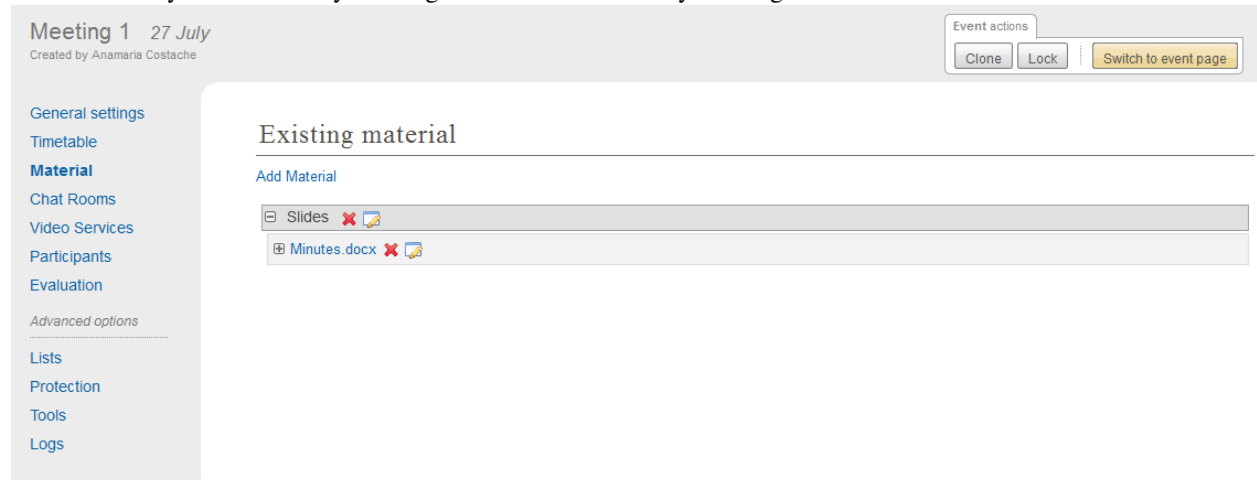 Meeting 1 27 July
Created by Anamaria Costache
Event actions
Clone Lock Switch to event page
General settings
Timetable
Material
Chat Rooms
Video Services
Participants
Evaluation
Advanced options
Lists
Protection
Tools
Logs
Existing material
Add Material
Slides
Minutes.docx